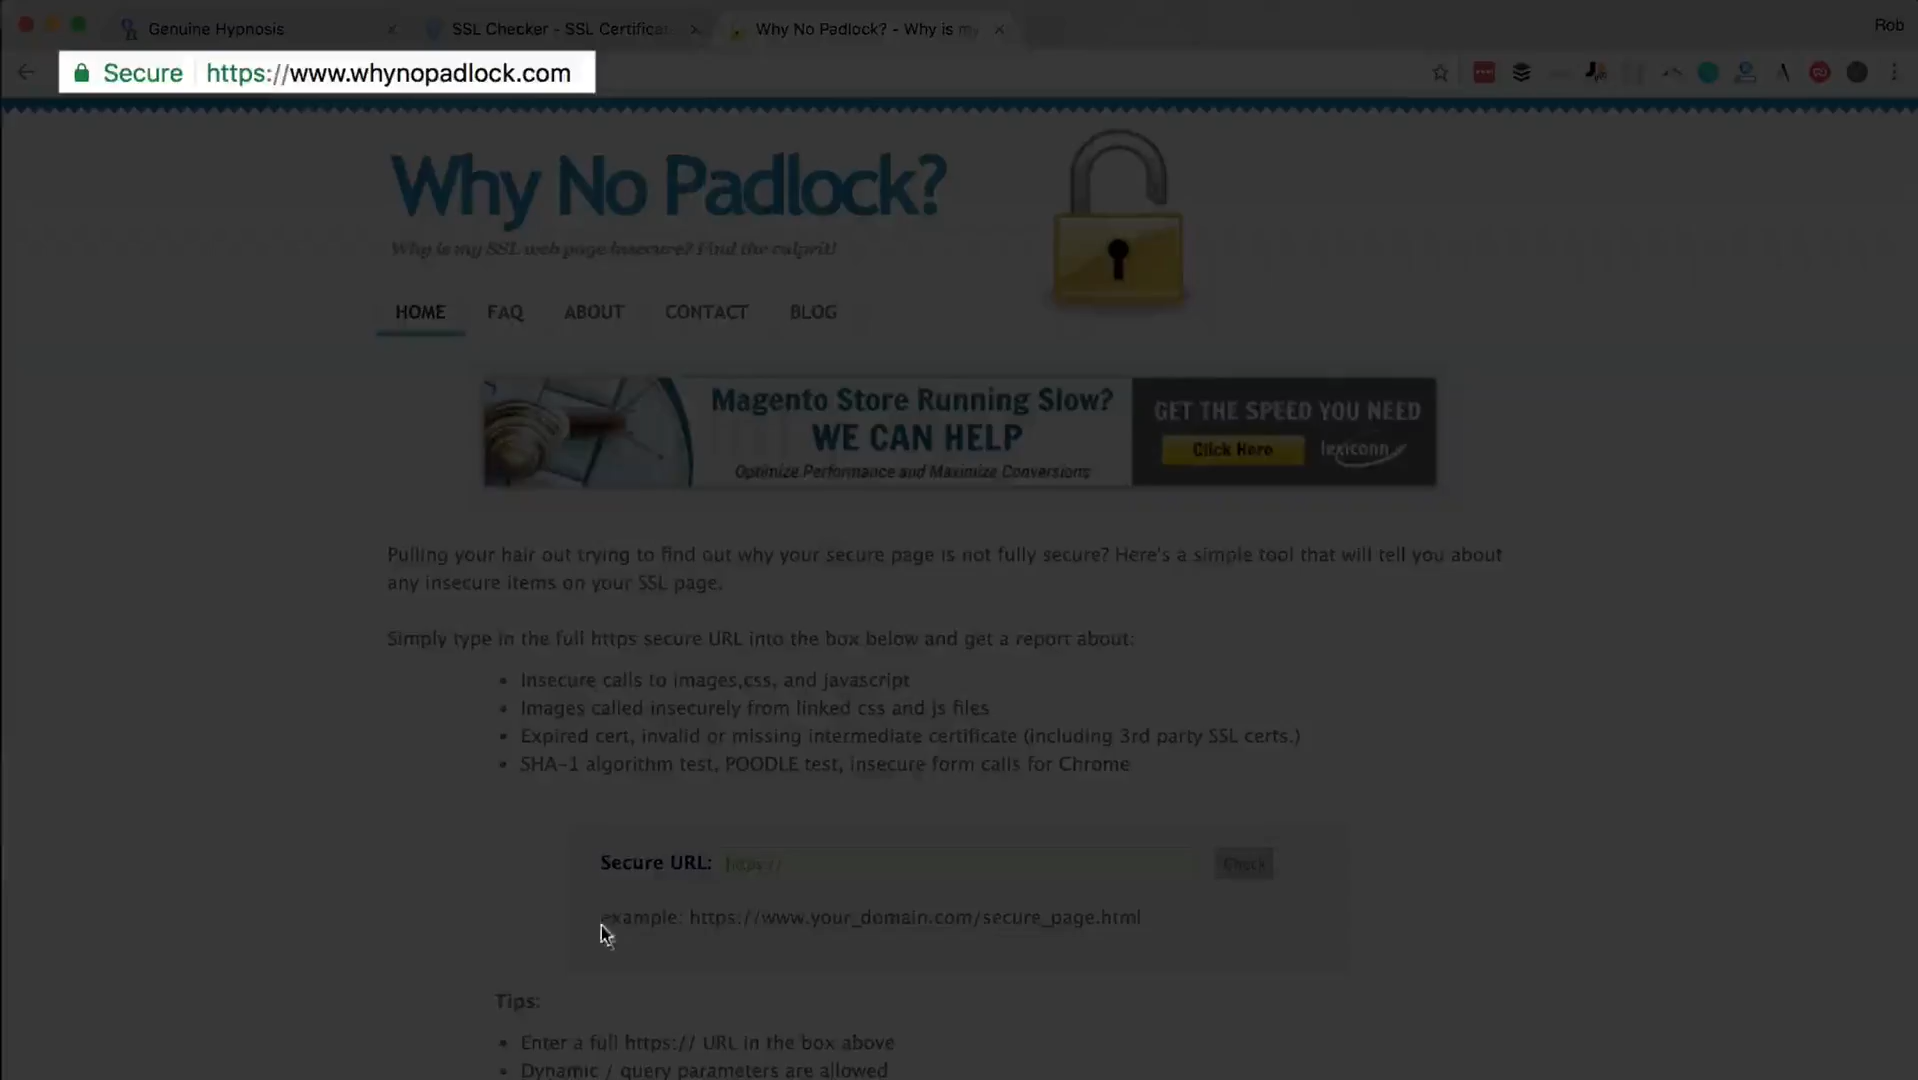 Genuine Hypnosis
SSL Checker - SSL Certificat
Why No Padlock? - Why is my
Rob
Secure https://www.whynopadlock.com
Why No Padlock?
Why is my SSL web page insecure? Find the culprit!
HOME FAQ ABOUT CONTACT BLOG
Magento Store Running Slow?
WE CAN HELP
Optimize Performance and Maximize Conversions
GET THE SPEED YOU NEED
Click Here lexiconn
Pulling your hair out trying to find out why your secure page is not fully secure? Here's a simple tool that will tell you about
any insecure items on your SSL page.
Simply type in the full https secure URL into the box below and get a report about:
• Insecure calls to images,css, and javascript
• Images called insecurely from linked css and js files
• Expired cert, invalid or missing intermediate certificate (including 3rd party SSL certs.)
• SHA-1 algorithm test, POODLE test, insecure form calls for Chrome
Secure URL: https:// Check
example: https://www.your_domain.com/secure_page.html
Tips:
• Enter a full https:// URL in the box above
• Dynamic / query parameters are allowed